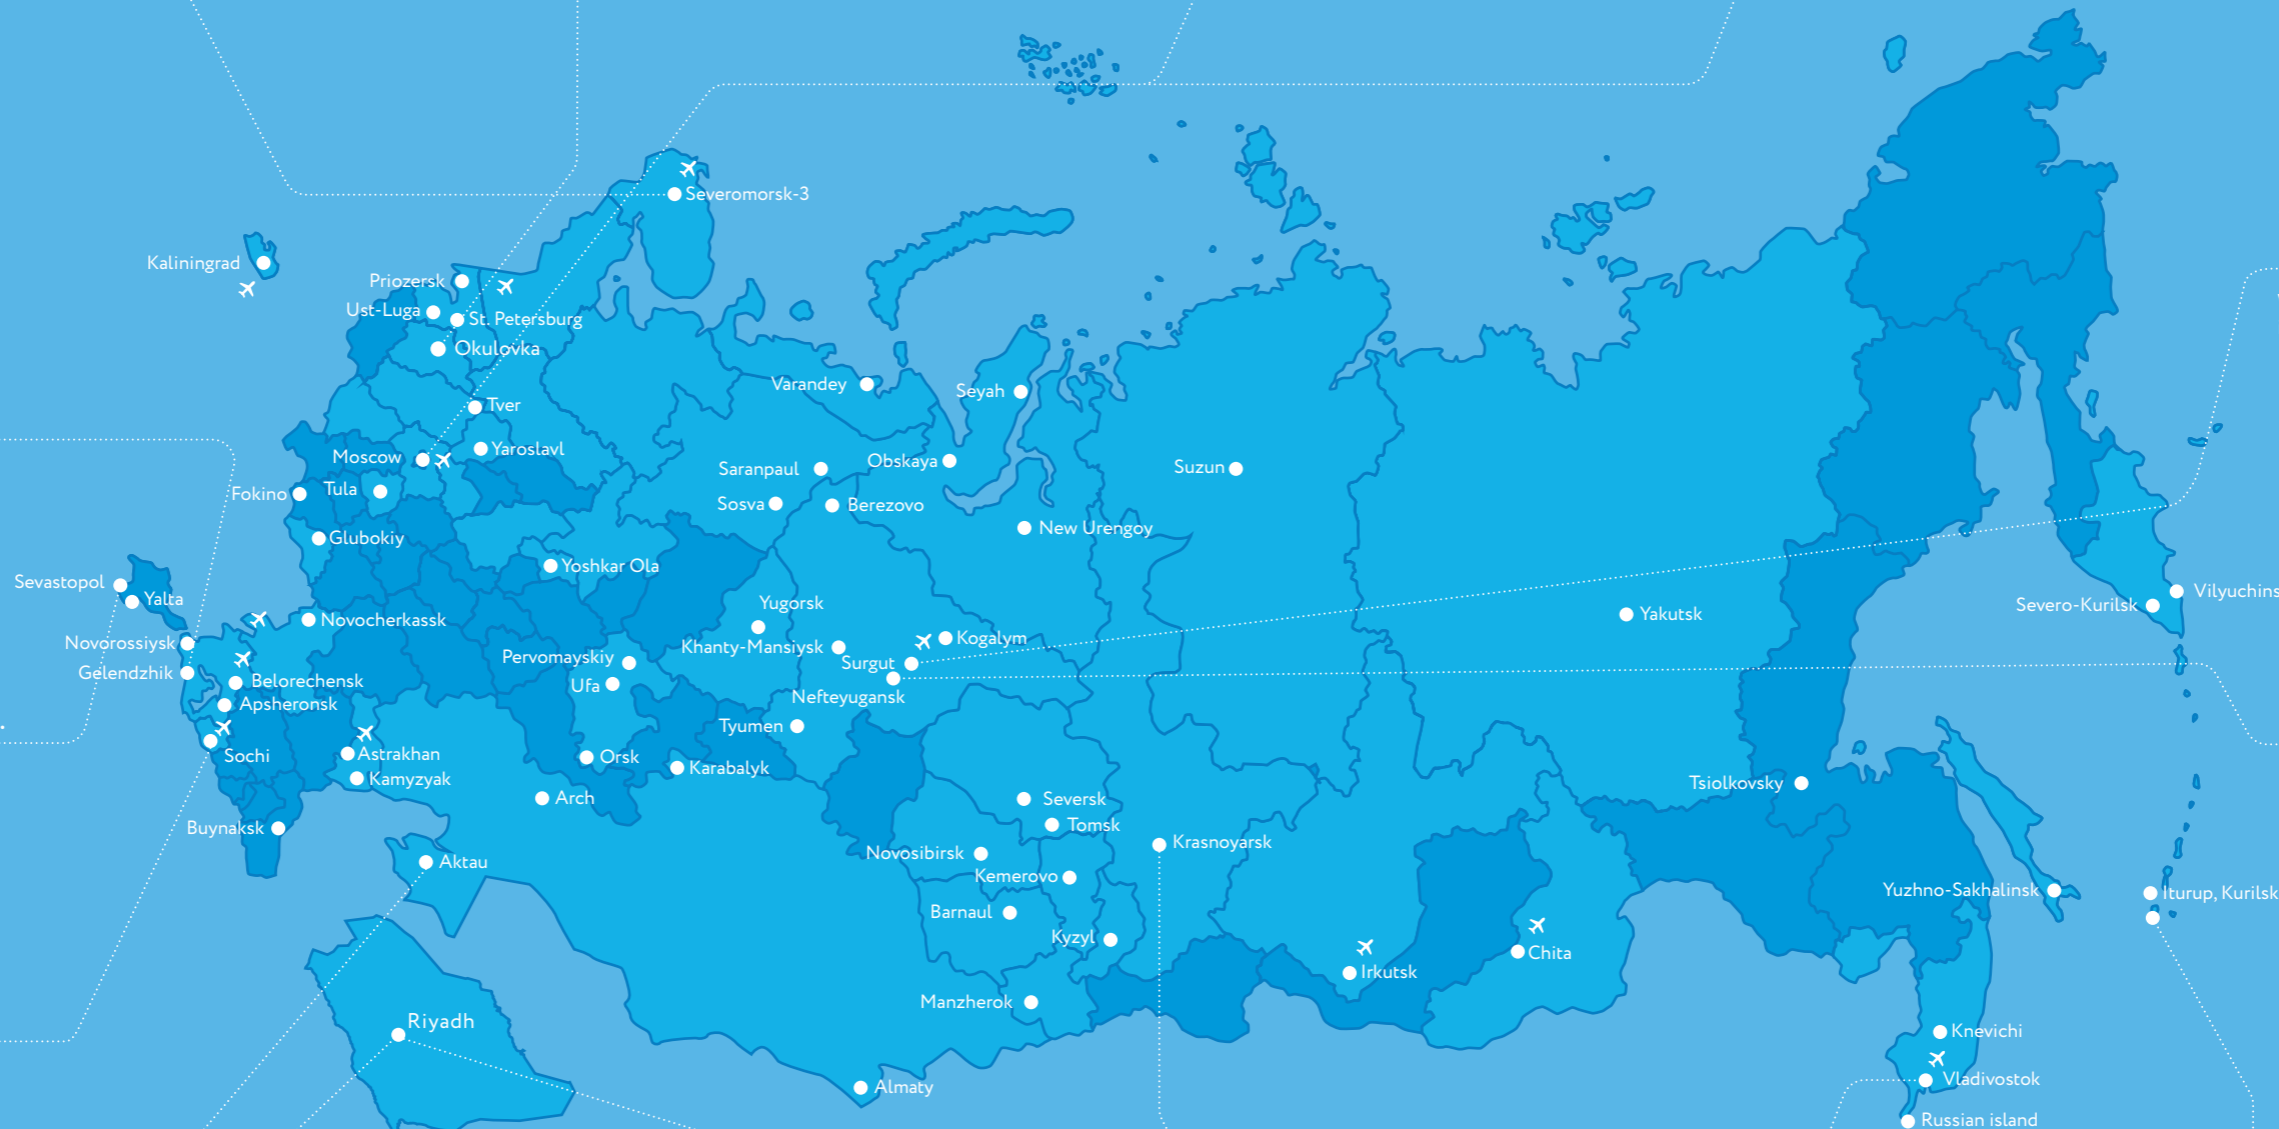 Severomorsk-3
Kaliningrad
Priozersk
Ust-Luga
St. Petersburg
Okulovka
Varandey
Seyah
Tver
Yaroslavl
Moscow
Saranpaul
Obskaya
Suzun
Fokino
Tula
Sosva
Berezovo
New Urengoy
Glubokiy
Yoshkar Ola
Sevastopol
Yalta
Vilyuchins
Severo-Kurilsk
Yugorsk
Yakutsk
Novocherkassk
Novorossiysk
Khanty-Mansiysk
Kogalym
Pervomayskiy
Surgut
Gelendzhik
Belorechensk
Ufa
Nefteyugansk
Apsheronsk
Tyumen
Sochi
Astrakhan
Orsk
Karabalyk
Kamyzyak
Tsiolkovsky
Arch
Seversk
Tomsk
Buynaksk
Krasnoyarsk
Novosibirsk
Aktau
Kemerovo
Yuzhno-Sakhalinsk
Iturup, Kurilsk
Barnaul
Kyzyl
Chita
Irkutsk
Manzherok
Riyadh
Knevichi
Vladivostok
Almaty
Russian island